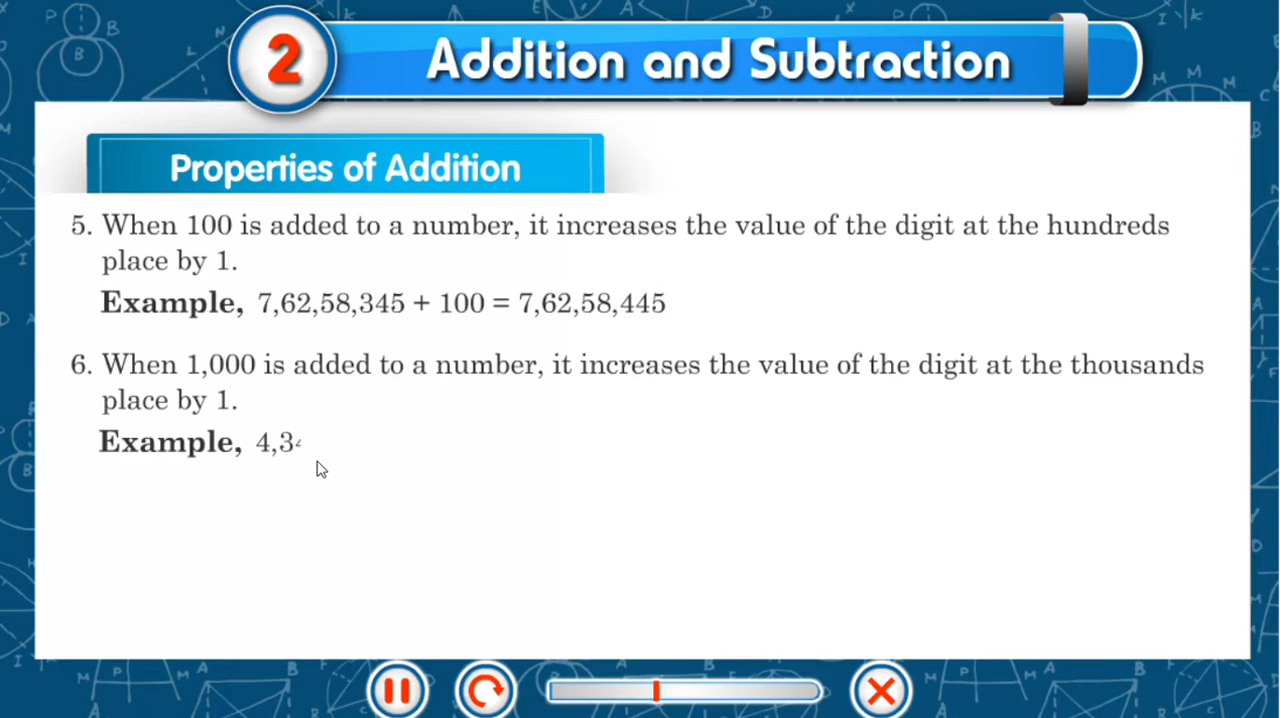 2
Addition and Subtraction
Properties of Addition
5. When 100 is added to a number, it increases the value of the digit at the hundreds
place by 1.
Example, 7,62,58,345 + 100 = 7,62,58,445
6. When 1,000 is added to a number, it increases the value of the digit at the thousands
place by 1.
Example, 4,3